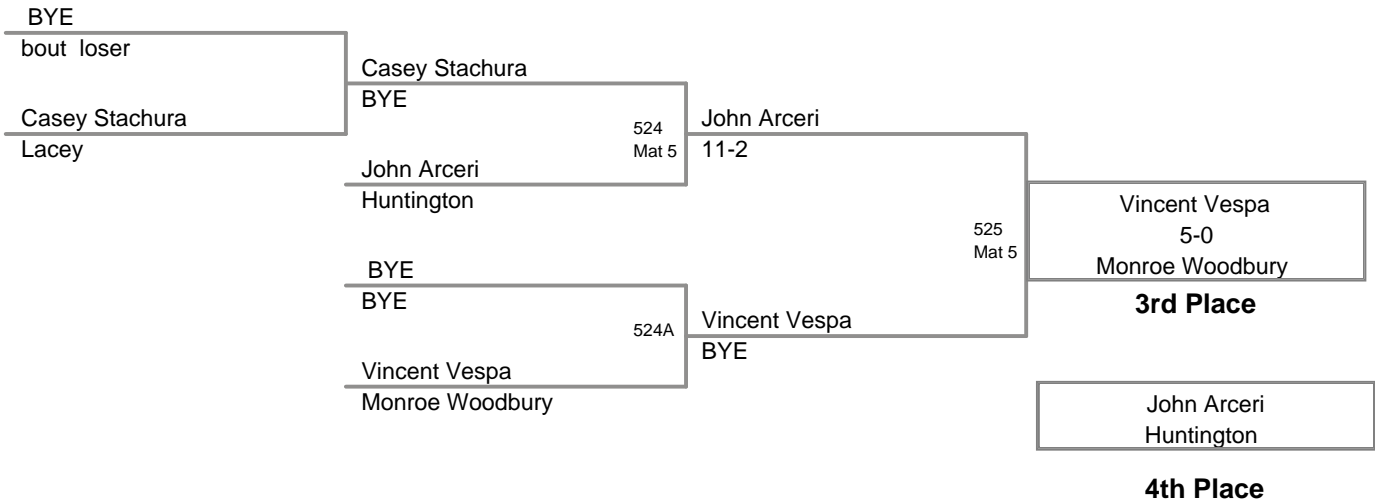 BYE
bout loser
Casey Stachura
BYE
Casey Stachura
Lacey
524
Mat 5
John Arceri
11-2
John Arceri
Huntington
Vincent Vespa
5-0
Monroe Woodbury
525
Mat 5
3rd Place
BYE
BYE
524A
Vincent Vespa
BYE
Vincent Vespa
Monroe Woodbury
John Arceri
Huntington
4th Place